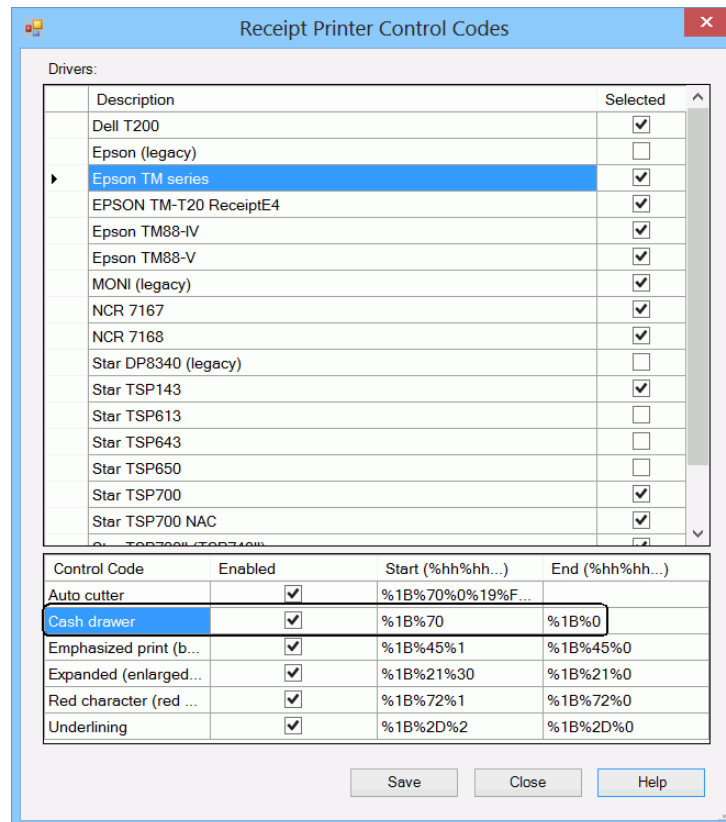 Receipt Printer Control Codes
Drivers:
Description Selected
Dell T200
Epson (legacy)
Epson TM series
EPSON TM-T20 ReceiptE4
Epson TM88-IV
Epson TM88-V
MONI (legacy)
NCR 7167
NCR 7168
Star DP8340 (legacy)
Star TSP143
Star TSP613
Star TSP643
Star TSP650
Star TSP700
Star TSP700 NAC
Control Code Enabled Start (%hh%hh...) End (%hh%hh...)
Auto cutter %1B%70%0%19%F...
Cash drawer %1B%70 %1B%0
Emphasized print (b... %1B%45%1 %1B%45%0
Expanded (enlarged... %1B%21%30 %1B%21%0
Red character (red ... %1B%72%1 %1B%72%0
Underlining %1B%2D%2 %1B%2D%0
Save Close Help